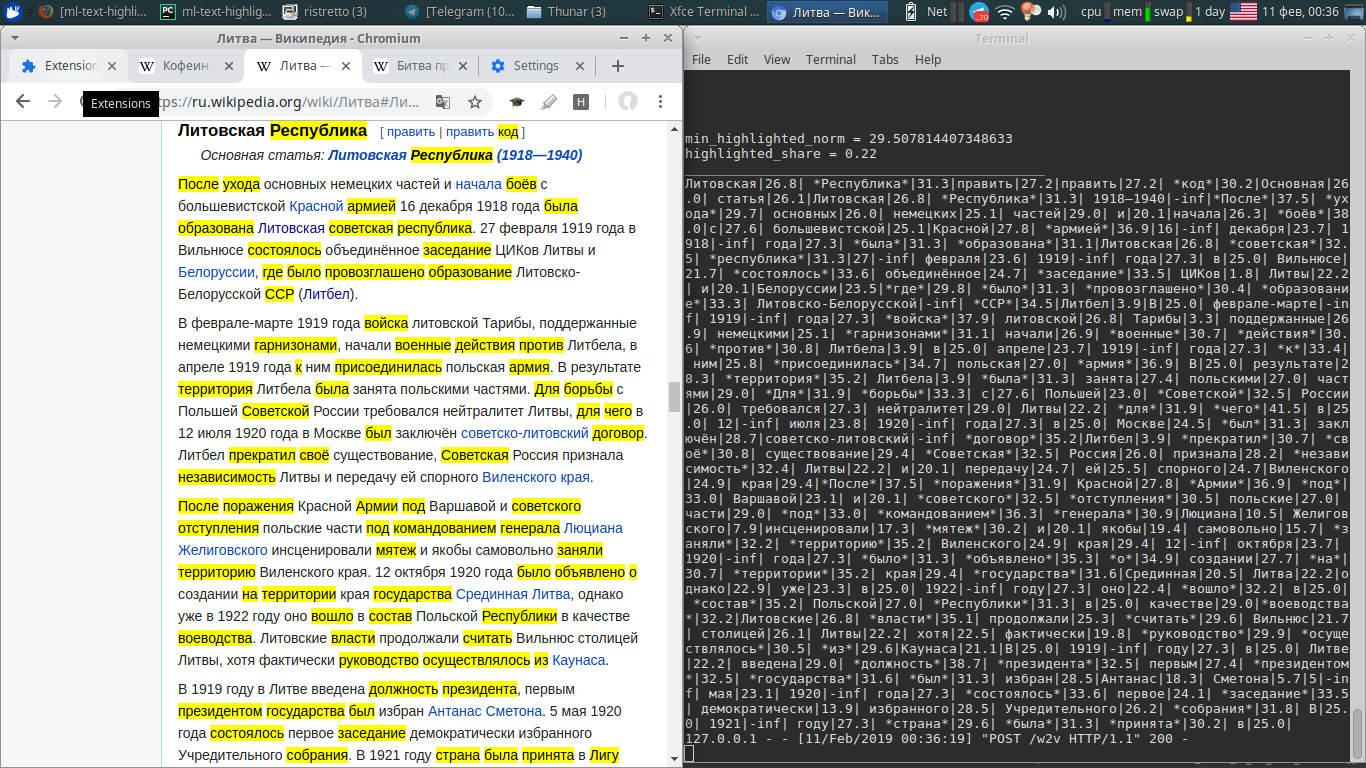 [ml-text-highli... ml-text-highlig... ristretto (3) [Telegram (10... Thunar (3) Xfce Terminal ... Литва — Вик... Net 70 cpu mem swap 1 day 11 фев, 00:36
Литва — Википедия - Chromium
Extension Кофеин - Литва — Битва пр Settings
ttps://ru.wikipedia.org/wiki/Литва#Ли...
Extensions
Литовская Республика [ править | править код ]
Основная статья: Литовская Республика (1918—1940)
После ухода основных немецких частей и начала боёв с
большевистской Красной армией 16 декабря 1918 года была
образована Литовская советская республика. 27 февраля 1919 года в
Вильнюсе состоялось объединённое заседание ЦИКов Литвы и
Белоруссии, где было провозглашено образование Литовско-
Белорусской ССР (Литбел).
В феврале-марте 1919 года войска литовской Тарибы, поддержанные
немецкими гарнизонами, начали военные действия против Литбела, в
апреле 1919 года к ним присоединилась польская армия. В результате
территория Литбела была занята польскими частями. Для борьбы с
Польшей Советской России требовался нейтралитет Литвы, для чего в
12 июля 1920 года в Москве был заключён советско-литовский договор.
Литбел прекратил своё существование, Советская Россия признала
независимость Литвы и передачу ей спорного Виленского края.
После поражения Красной Армии под Варшавой и советского
отступления польские части под командованием генерала Люциана
Желиговского инсценировали мятеж и якобы самовольно заняли
территорию Виленского края. 12 октября 1920 года было объявлено о
создании на территории края государства Срединная Литва, однако
уже в 1922 году оно вошло в состав Польской Республики в качестве
воеводства. Литовские власти продолжали считать Вильнюс столицей
Литвы, хотя фактически руководство осуществлялось из Каунаса.
В 1919 году в Литве введена должность президента, первым
президентом государства был избран Антанас Сметона. 5 мая 1920
года состоялось первое заседание демократически избранного
Учредительного собрания. В 1921 году страна была принята в Лигу
Terminal
File Edit View Terminal Tabs Help
min_highlighted_norm = 29.507814407348633
highlighted_share = 0.22
Литовская|26.8| *Республика*|31.3|править|27.2|править|27.2| *код*|30.2|Основная|26
.0| статья|26.1|Литовская|26.8| *Республика*|31.3| 1918—1940|-inf|*После*|37.5| *ух
ода*|29.7| основных|26.0| немецких|25.1| частей|29.0| и|20.1|начала|26.3| *боёв*|38
.0|с|27.6| большевистской|25.1|Красной|27.8| *армией*|36.9|16|-inf| декабря|23.7| 1
918|-inf| года|27.3| *была*|31.3| *образована*|31.1|Литовская|26.8| *советская*|32.
5| *республика*|31.3|27|-inf| февраля|23.6| 1919|-inf| года|27.3| в|25.0| Вильнюсе|
21.7| *состоялось*|33.6| объединённое|24.7| *заседание*|33.5| ЦИКов|1.8| Литвы|22.2
| и|20.1|Белоруссии|23.5|*где*|29.8| *было*|31.3| *провозглашено*|30.4| *образовани
е*|33.3| Литовско-Белорусской|-inf| *ССР*|34.5|Литбел|3.9|В|25.0| феврале-марте|-in
f| 1919|-inf| года|27.3| *войска*|37.9| литовской|26.8| Тарибы|3.3| поддержанные|26
.9| немецкими|25.1| *гарнизонами*|31.1| начали|26.9| *военные*|30.7| *действия*|30.
6| *против*|30.8| Литбела|3.9| в|25.0| апреле|23.7| 1919|-inf| года|27.3| *к*|33.4|
ним|25.8| *присоединилась*|34.7| польская|27.0| *армия*|36.9| В|25.0| результате|2
8.3| *территория*|35.2| Литбела|3.9| *была*|31.3| занята|27.4| польскими|27.0| част
ями|29.0| *Для*|31.9| *борьбы*|33.3| с|27.6| Польшей|23.0| *Советской*|32.5| России
|26.0| требовался|27.3| нейтралитет|29.0| Литвы|22.2| *для*|31.9| *чего*|41.5| в|25
.0| 12|-inf| июля|23.8| 1920|-inf| года|27.3| в|25.0| Москве|24.5| *был*|31.3| закл
ючён|28.7|советско-литовский|-inf| *договор*|35.2|Литбел|3.9| *прекратил*|30.7| *св
оё*|30.8| существование|29.4| *Советская*|32.5| Россия|26.0| признала|28.2| *незави
симость*|32.4| Литвы|22.2| и|20.1| передачу|24.7| ей|25.5| спорного|24.7|Виленского
|24.9| края|29.4|*После*|37.5| *поражения*|31.9| Красной|27.8| *Армии*|36.9| *под*|
33.0| Варшавой|23.1| и|20.1| *советского*|32.5| *отступления*|30.5| польские|27.0|
части|29.0| *под*|33.0| *командованием*|36.3| *генерала*|30.9|Люциана|10.5| Желигов
ского|7.9|инсценировали|17.3| *мятеж*|30.2| и|20.1| якобы|19.4| самовольно|15.7| *з
аняли*|32.2| *территорию*|35.2| Виленского|24.9| края|29.4| 12|-inf| октября|23.7|
1920|-inf| года|27.3| *было*|31.3| *объявлено*|35.3| *о*|34.9| создании|27.7| *на*|
30.7| *территории*|35.2| края|29.4| *государства*|31.6|Срединная|20.5| Литва|22.2|о
днако|22.9| уже|23.3| в|25.0| 1922|-inf| году|27.3| оно|22.4| *вошло*|32.2| в|25.0|
*состав*|35.2| Польской|27.0| *Республики*|31.3| в|25.0| качестве|29.0|*воеводства
*|32.2|Литовские|26.8| *власти*|35.1| продолжали|25.3| *считать*|29.6| Вильнюс|21.7
| столицей|26.1| Литвы|22.2| хотя|22.5| фактически|19.8| *руководство*|29.9| *осуще
ствлялось*|30.5| *из*|29.6|Каунаса|21.1|В|25.0| 1919|-inf| году|27.3| в|25.0| Литве
|22.2| введена|29.0| *должность*|38.7| *президента*|32.5| первым|27.4| *президентом
*|32.5| *государства*|31.6| *был*|31.3| избран|28.5|Антанас|18.3| Сметона|5.7|5|-in
f| мая|23.1| 1920|-inf| года|27.3| *состоялось*|33.6| первое|24.1| *заседание*|33.5
| демократически|13.9| избранного|28.5| Учредительного|26.2| *собрания*|31.8| В|25.
0| 1921|-inf| году|27.3| *страна*|29.6| *была*|31.3| *принята*|30.2| в|25.0|
127.0.0.1 - - [11/Feb/2019 00:36:19] "POST /w2v HTTP/1.1" 200 -